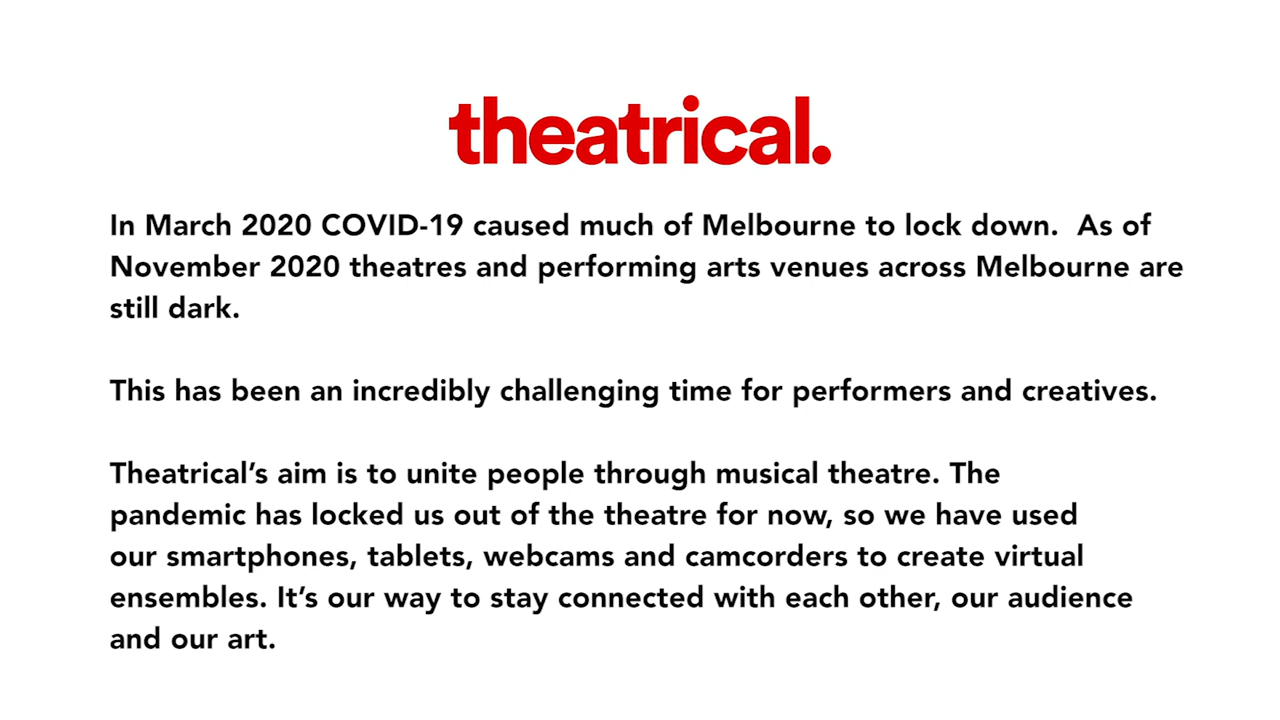 theatrical.
In March 2020 COVID-19 caused much of Melbourne to lock down.  As of
November 2020 theatres and performing arts venues across Melbourne are
still dark.
This has been an incredibly challenging time for performers and creatives.
Theatrical’s aim is to unite people through musical theatre. The
pandemic has locked us out of the theatre for now, so we have used
our smartphones, tablets, webcams and camcorders to create virtual
ensembles. It’s our way to stay connected with each other, our audience
and our art.